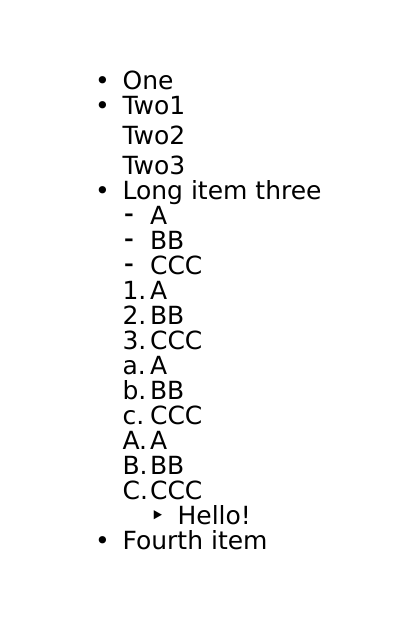 • One
• Two1
Two2
Two3
• Long item three
- A
- BB
- CCC
1. A
2. BB
3. CCC
a. A
b. BB
c. CCC
A. A
B. BB
C. CCC
‣ Hello!
• Fourth item